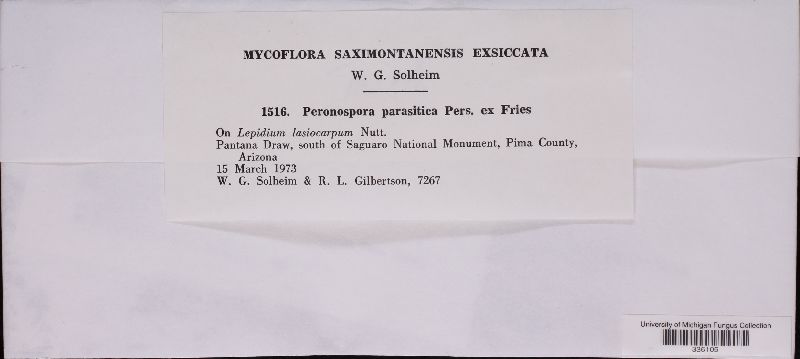 MYCOFLORA SAXIMONTANENSIS EXSICCATA
W. G. Solheim
1516. Peronospora parasitica Pers. ex Fries
On Lepidium lasiocarpum Nutt.
Pantana Draw, south of Saguaro National Monument, Pima County,
Arizona
15 March 1973
W. G. Solheim & R. L. Gilbertson, 7267
University of Michigan Fungus Collection
336106